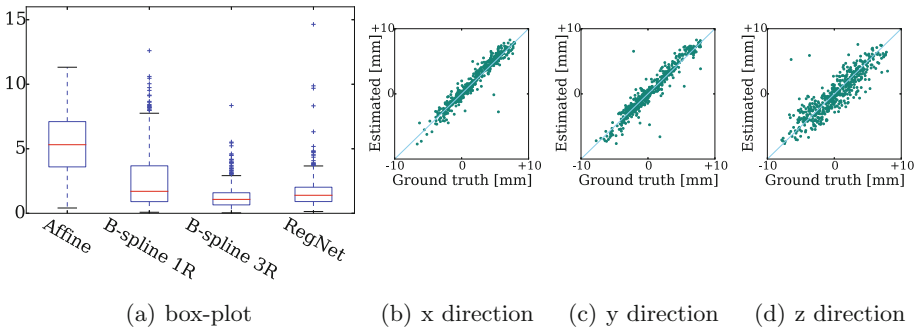 15
10
5
0
Affine
B-spline 1R
B-spline 3R
RegNet
(a) box-plot
+10
Estimated [mm]
0
-10
0
+10
Ground truth [mm]
(b) x direction
+10
Estimated [mm]
0
-10
0
+10
Ground truth [mm]
(c) y direction
+10
Estimated [mm]
0
-10
0
+10
Ground truth [mm]
(d) z direction